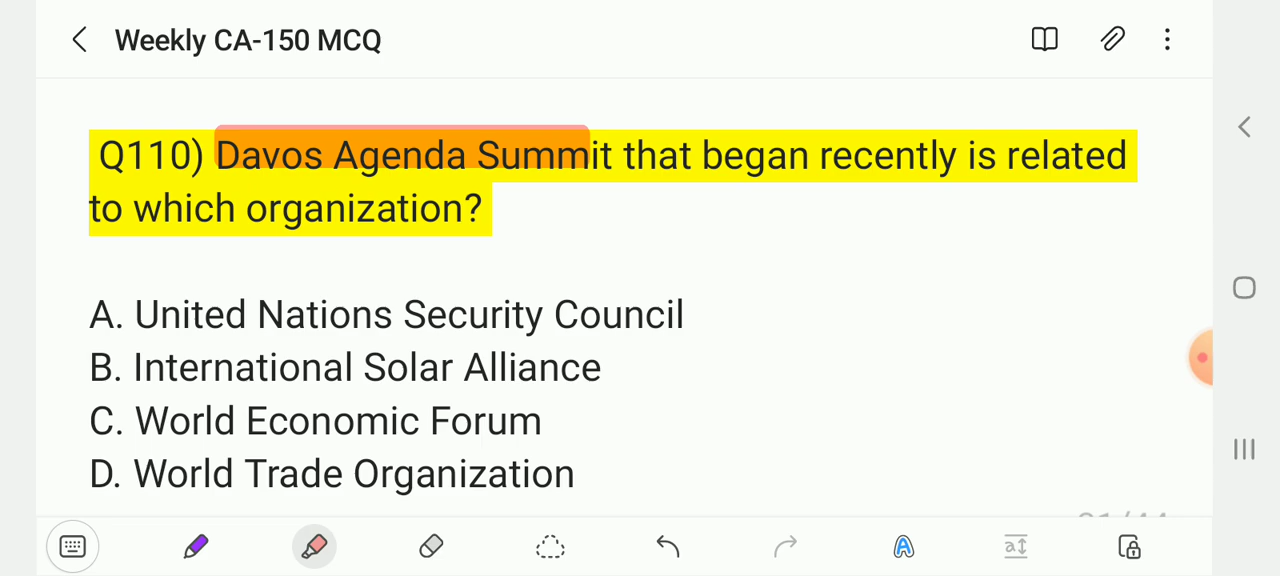 Weekly CA-150 MCQ
Q110) Davos Agenda Summit that began recently is related
to which organization?
A. United Nations Security Council
B. International Solar Alliance
C. World Economic Forum
D. World Trade Organization